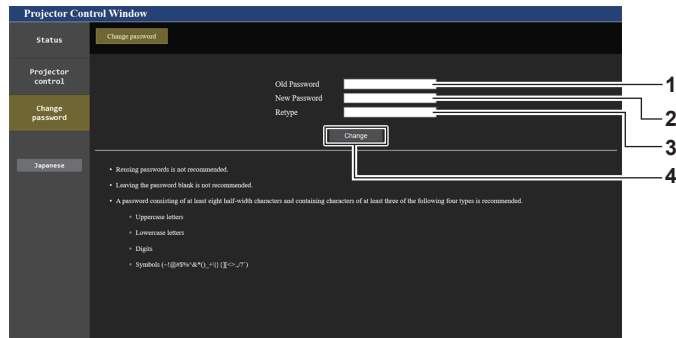 Projector Control Window
Status
Change password
Projector
control
Change
password
Japanese
Old Password
New Password
Retype
Change
1
2
3
4
• Reusing passwords is not recommended.
• Leaving the password blank is not recommended.
• A password consisting of at least eight half-width characters and containing characters of at least three of the following four types is recommended.
Uppercase letters
Lowercase letters
Digits
Symbols